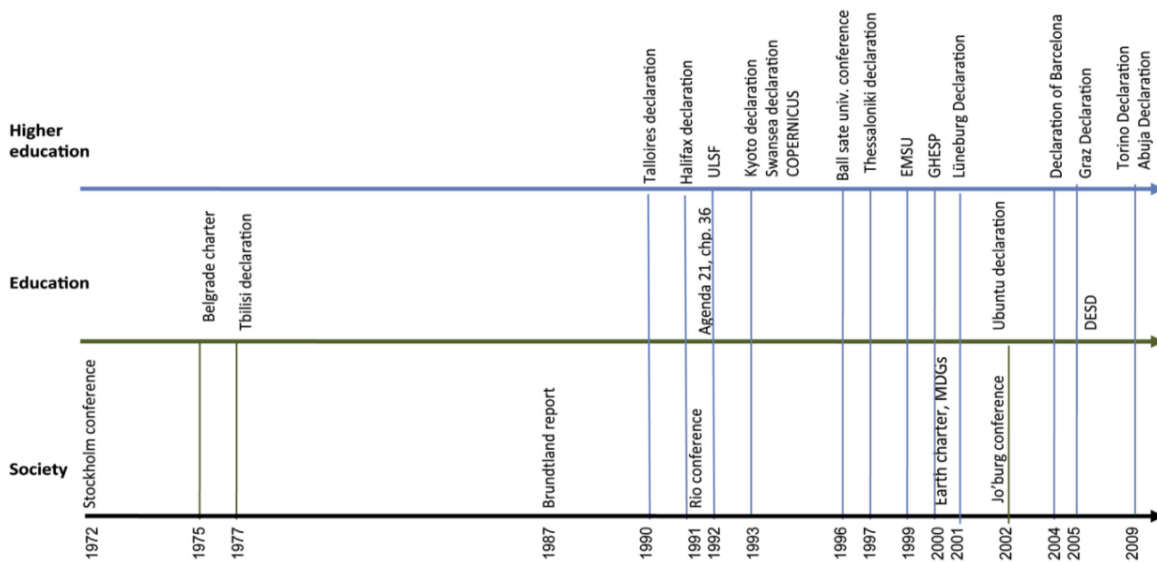 Higher
education
Talloires declaration
Halifax declaration
ULSF
Kyoto declaration
Swansea declaration
COPERNICUS
Ball sate univ. conference
Thessaloniki declaration
EMSU
GHESP
Lüneburg Declaration
Declaration of Barcelona
Graz Declaration
Torino Declaration
Abuja Declaration
Education
Belgrade charter
Tbilisi declaration
Agenda 21, chp. 36
Ubuntu declaration
DESD
Society
Stockholm conference
Brundtland report
Rio conference
Earth charter, MDGs
Jo'burg conference
1972
1975
1977
1987
1990
1991
1992
1993
1996
1997
1999
2000
2001
2002
2004
2005
2009